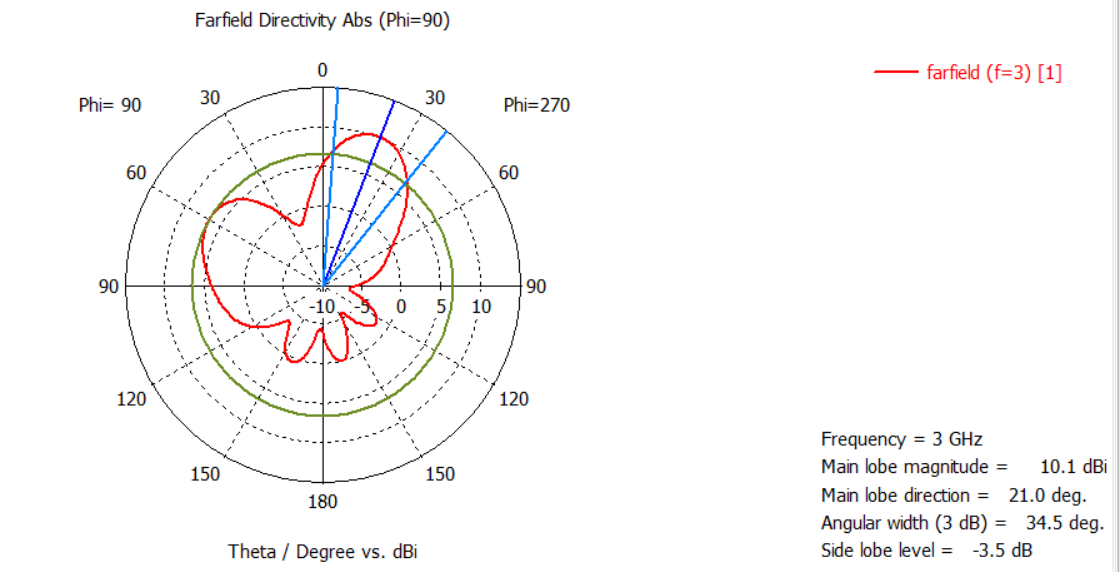 Farfield Directivity Abs (Phi=90)
0
Phi= 90
30
30
Phi=270
farfield (f=3) [1]
60
60
90
-10
-5
0
5
10
90
120
120
150
150
180
Theta / Degree vs. dBi
Frequency = 3 GHz
Main lobe magnitude = 10.1 dBi
Main lobe direction = 21.0 deg.
Angular width (3 dB) = 34.5 deg.
Side lobe level = -3.5 dB